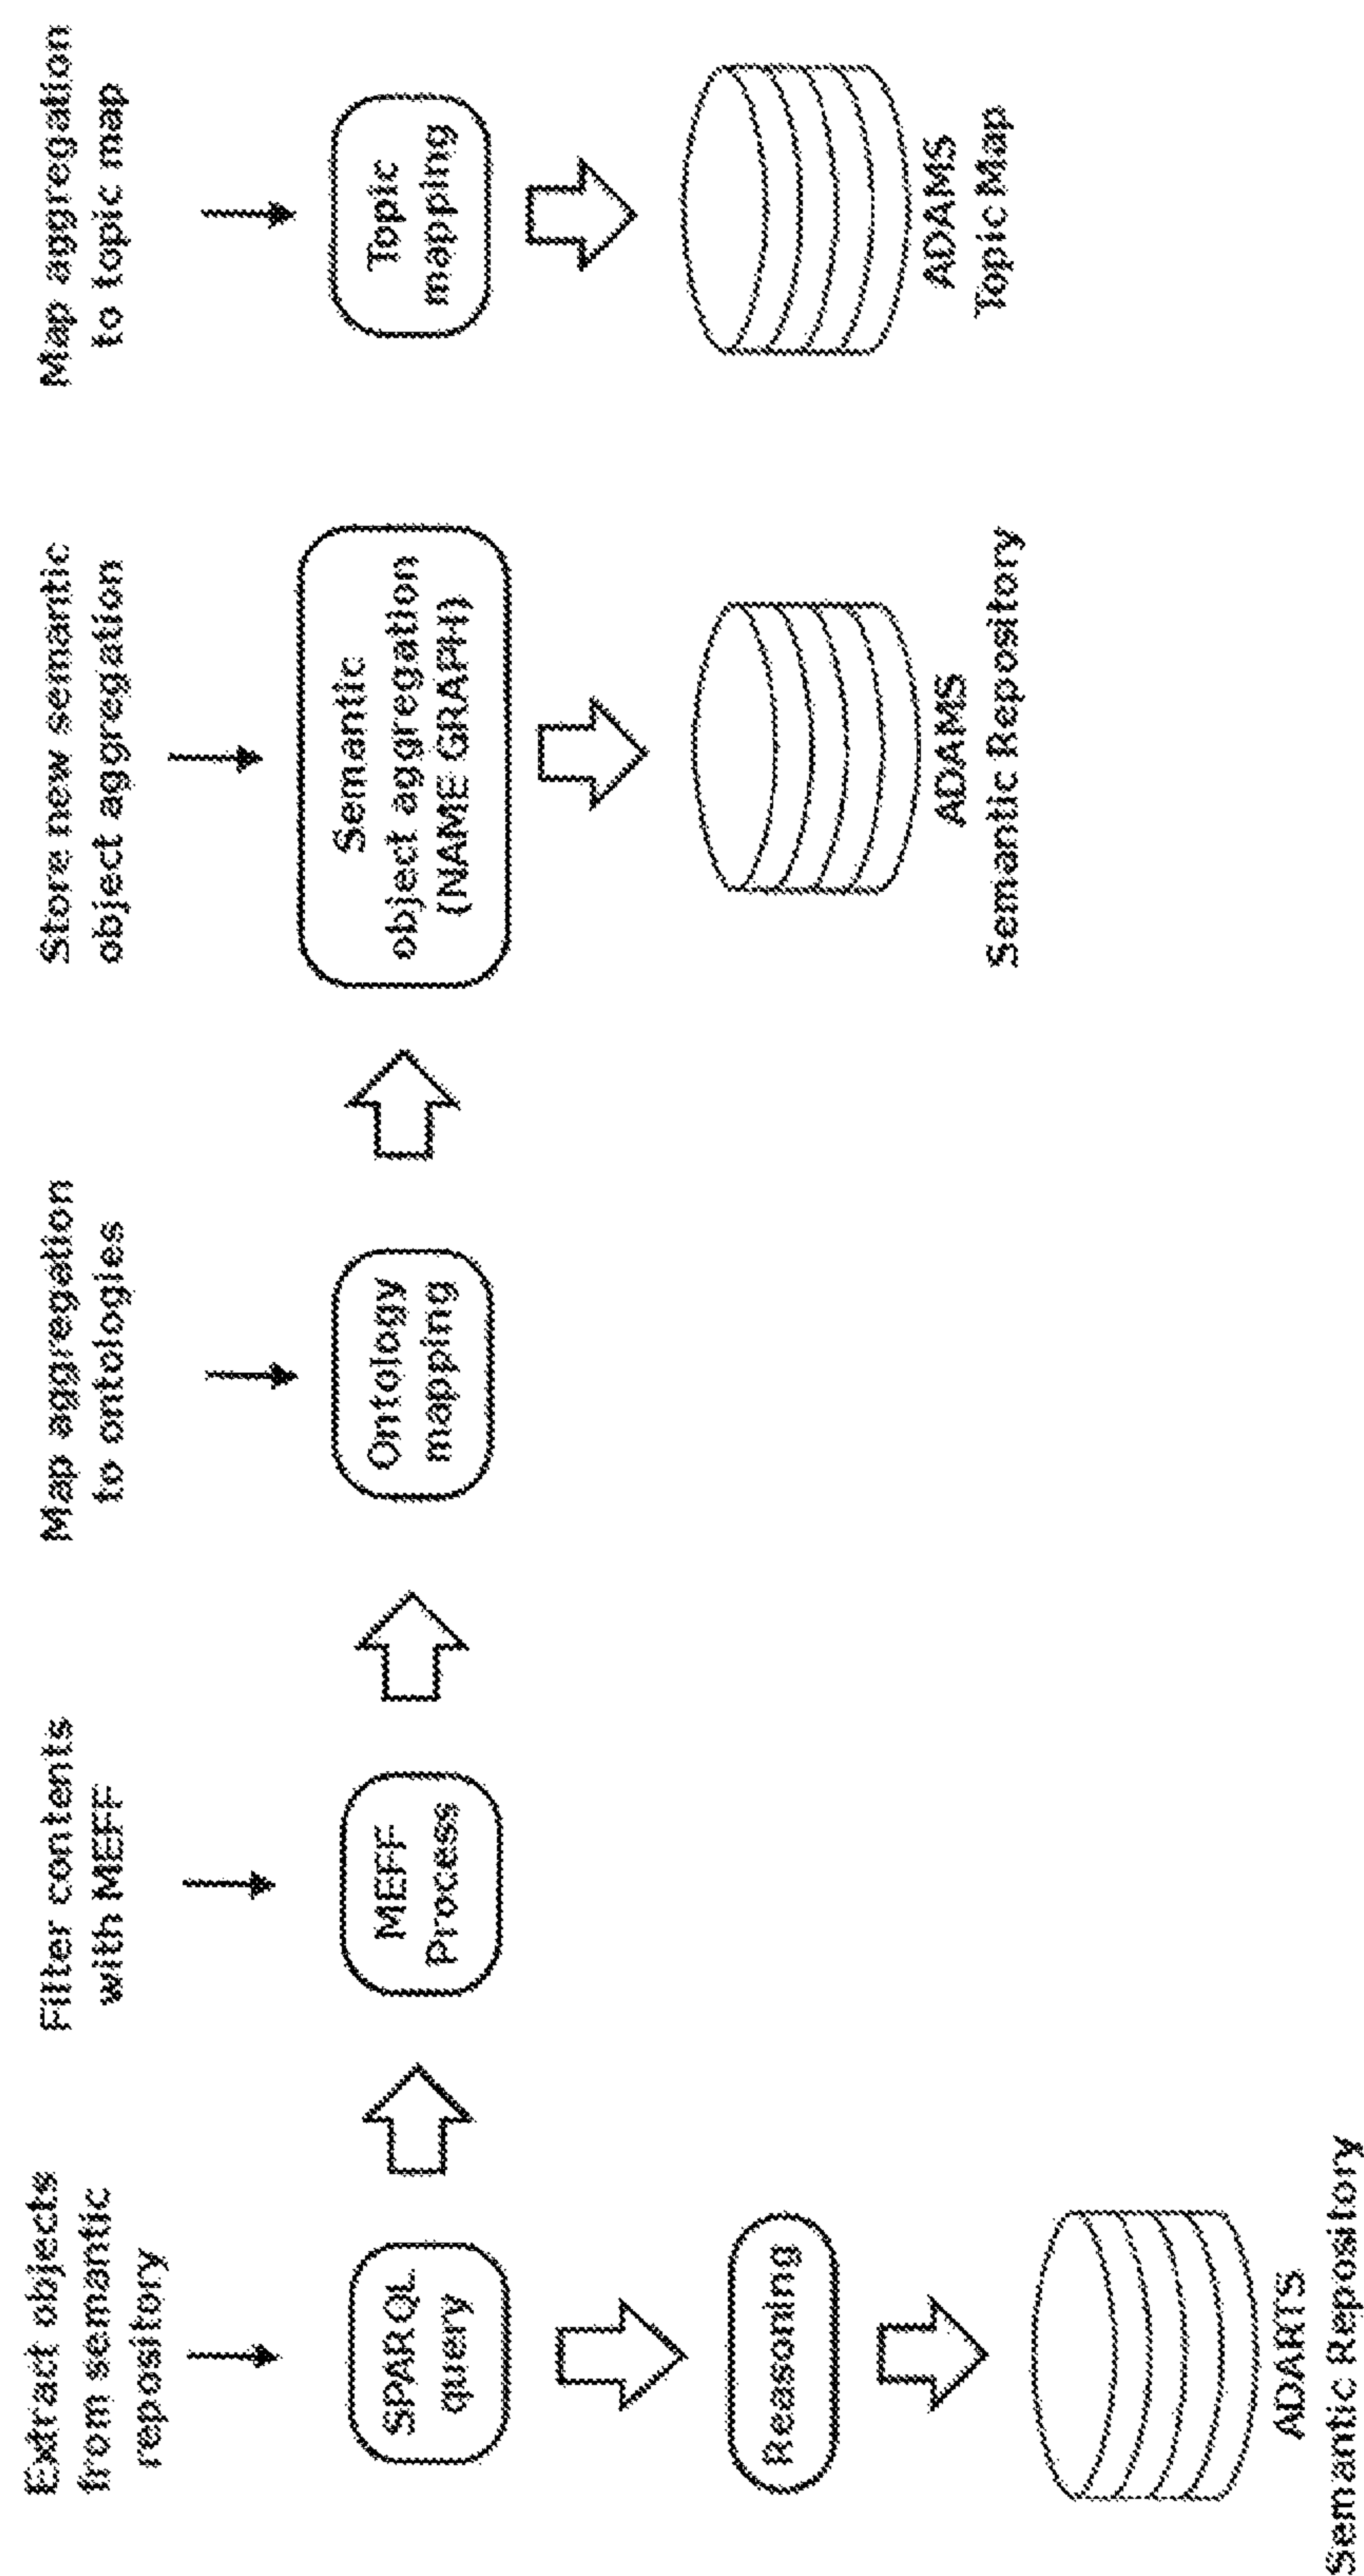 Extract objects
from semantic
repository
Filter contents
with MEFF
Map aggregation
to ontologies
Store new semantic
object aggregation
Map aggregation
to topic map
SPARQL
query
MEFF
Process
Ontology
mapping
Semantic
object aggregation
(NAME GRAPH)
Topic
mapping
Reasoning
ADARTS
Semantic Repository
ADAMS
Semantic Repository
ADAMS
Topic Map